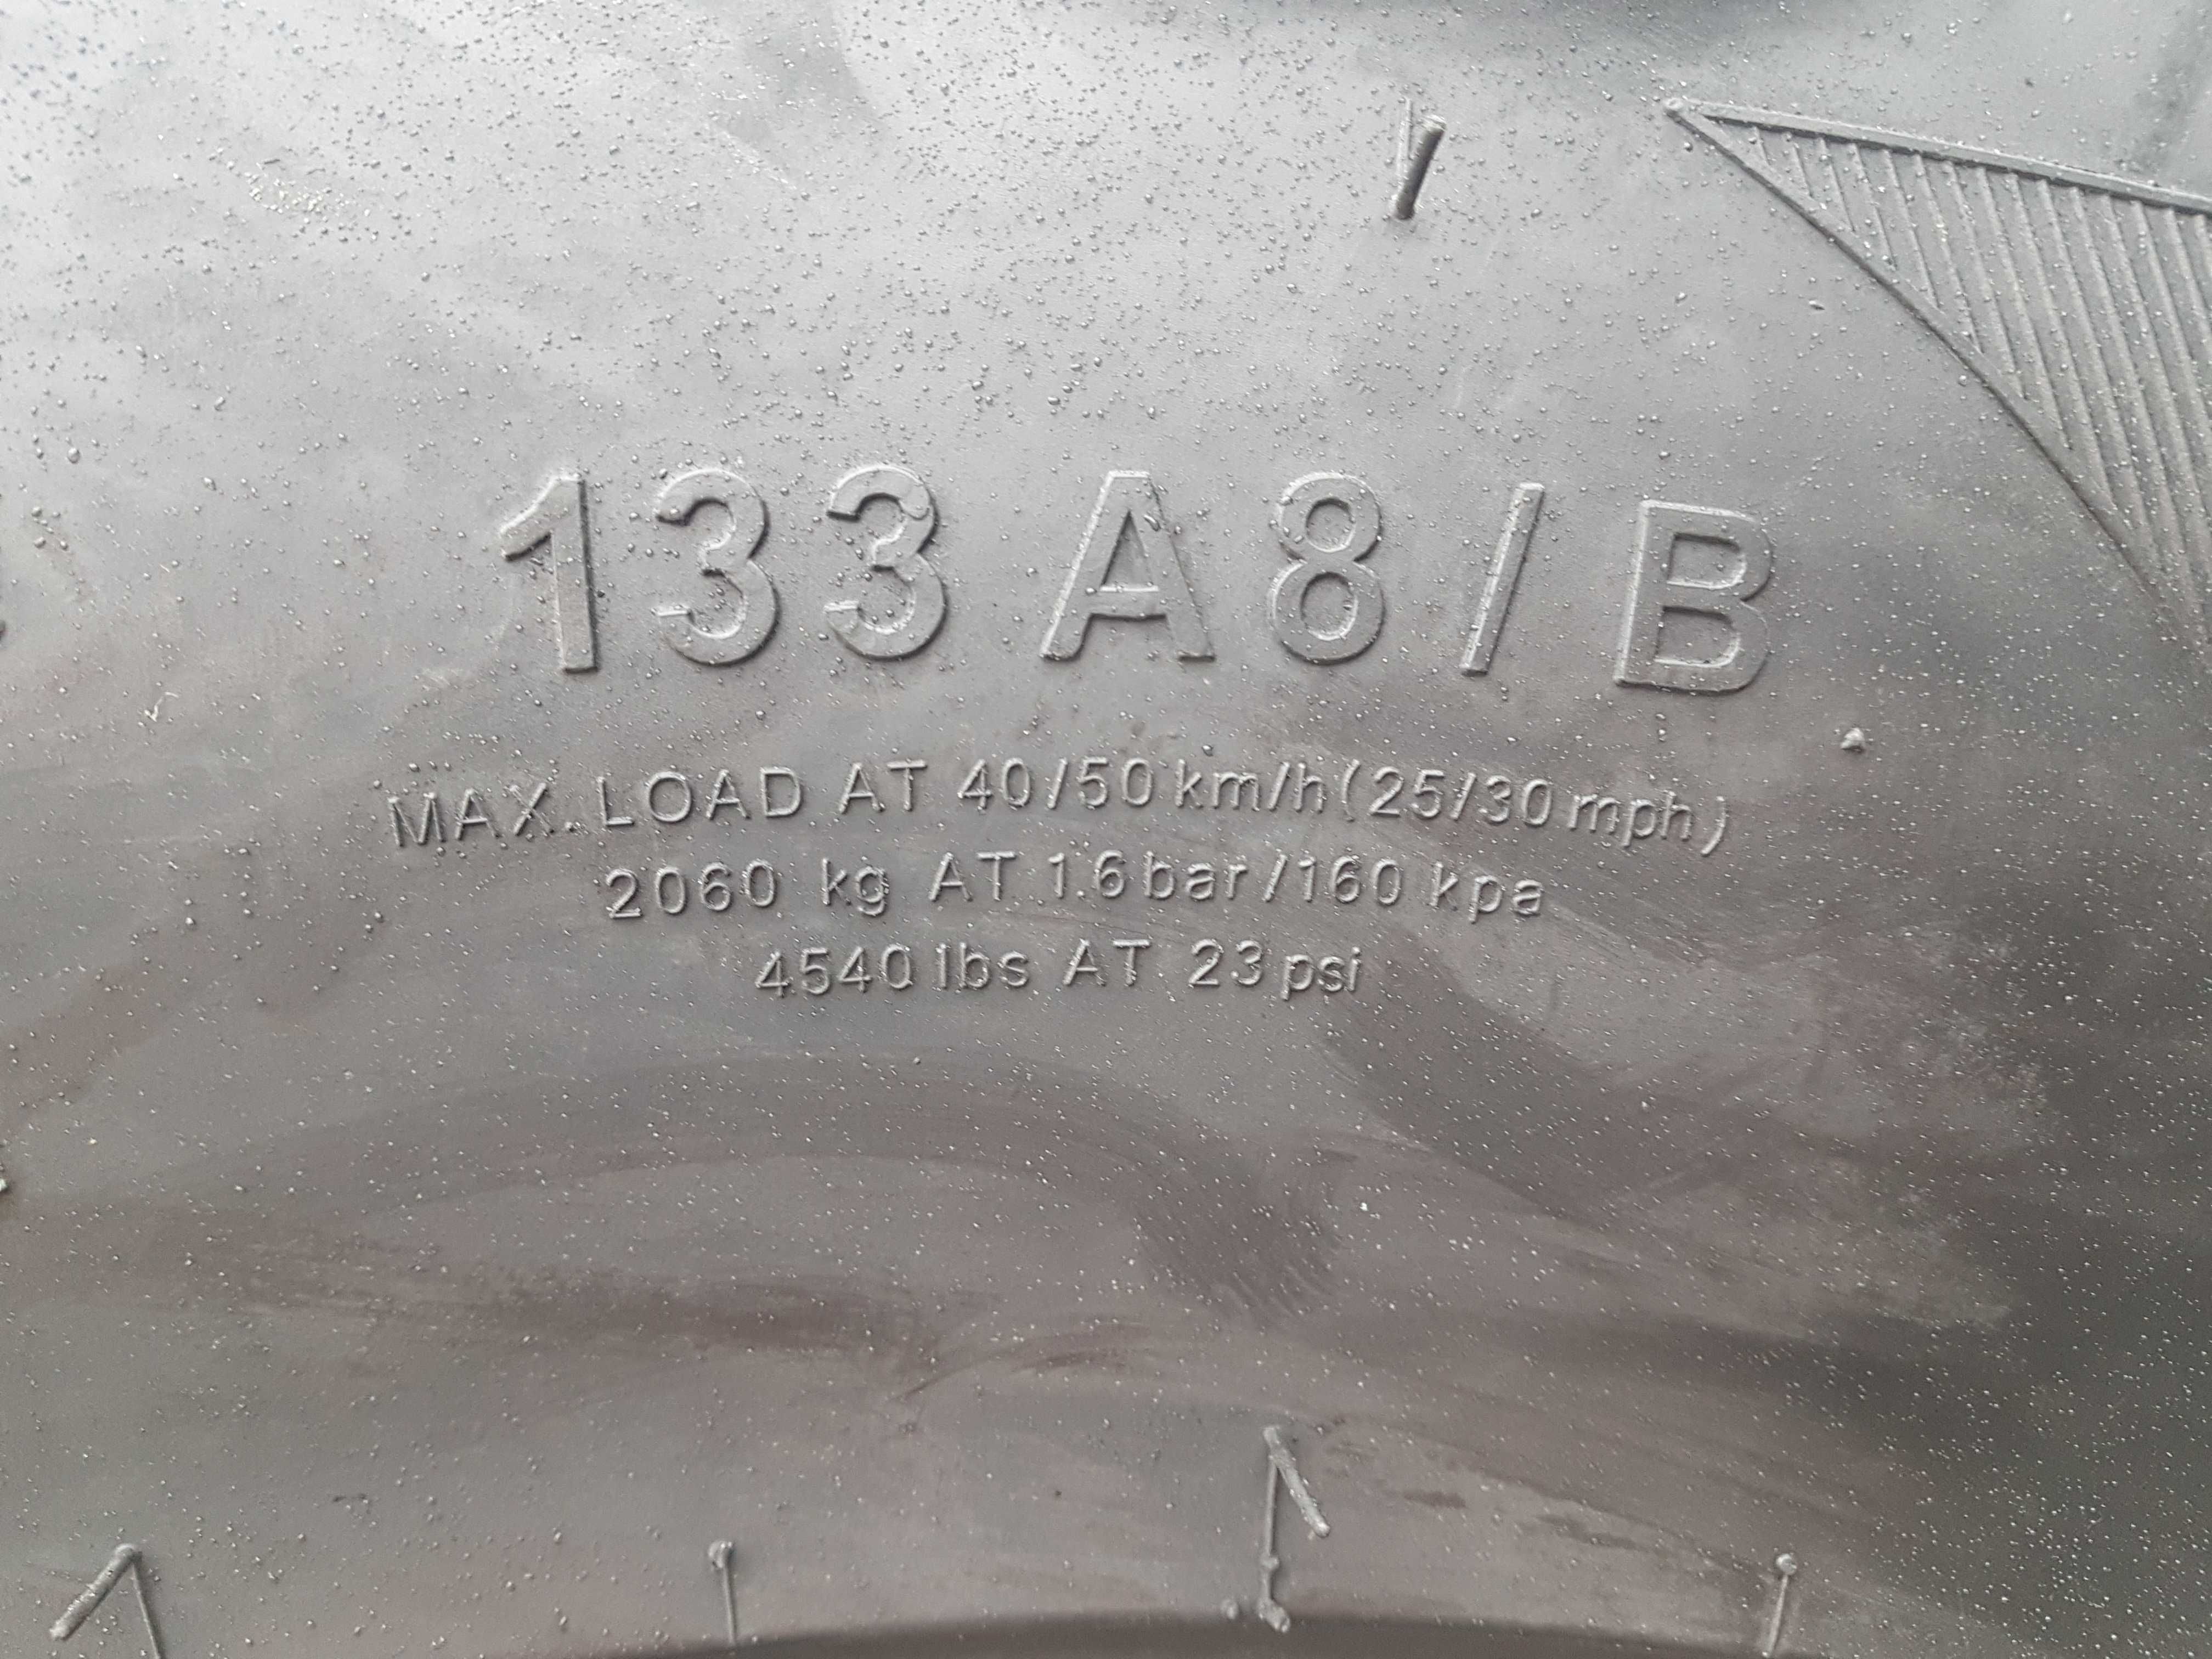 133 A8/B
MAX. LOAD AT 40/50 km/h (25/30 mph)
2060 kg AT 1.6 bar/160 kpa
4540 lbs AT 23 psi